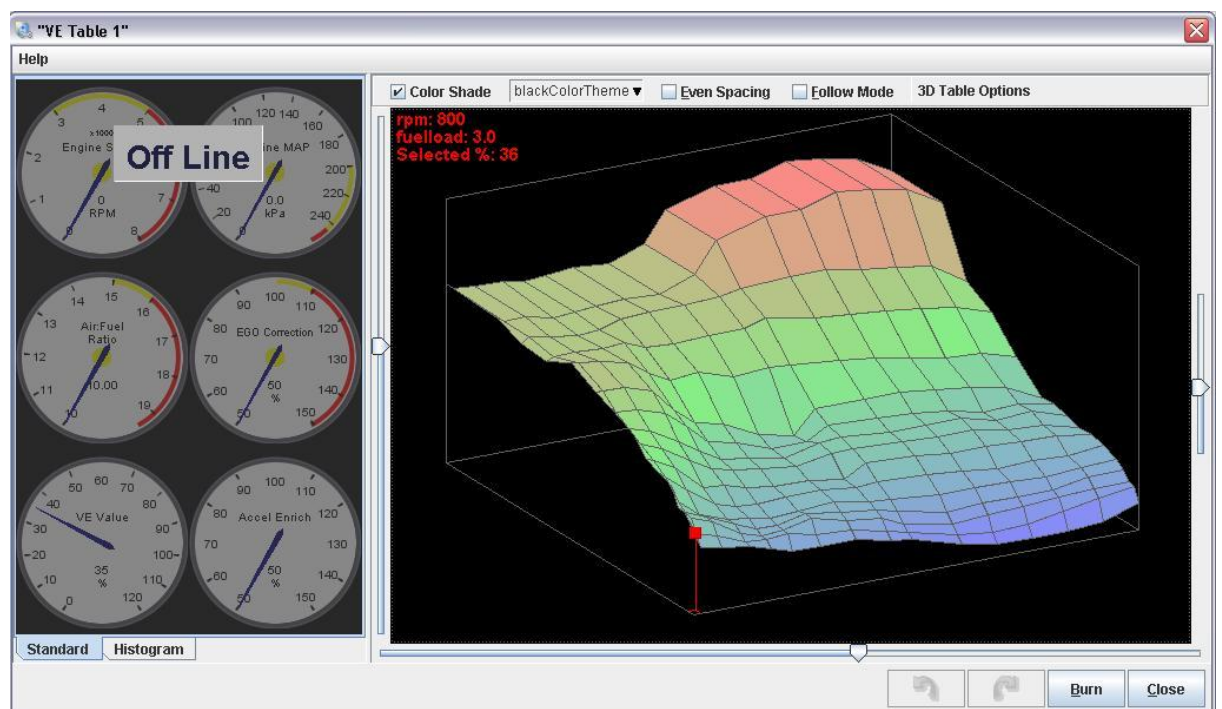 "VE Table 1"
Help
Color Shade blackColorTheme Even Spacing Follow Mode 3D Table Options
rpm: 800
fuelload: 3.0
Selected %: 36
Off Line
1 2 3 4 5 7 8
x1000
0
RPM
20 40 100 120 140 160 180 200 220 240
0.0
kPa
10 11 12 13 14 15 16 17 18 19
Air:Fuel
Ratio
10.00
50 60 70 80 90 100 110 120 130 140 150
EGO Correction
50
%
0 10 20 30 40 50 60 70 80 90 100 110 120
VE Value
35
%
50 60 70 80 90 100 110 120 130 140 150
Accel Enrich
50
%
Standard Histogram
Burn Close